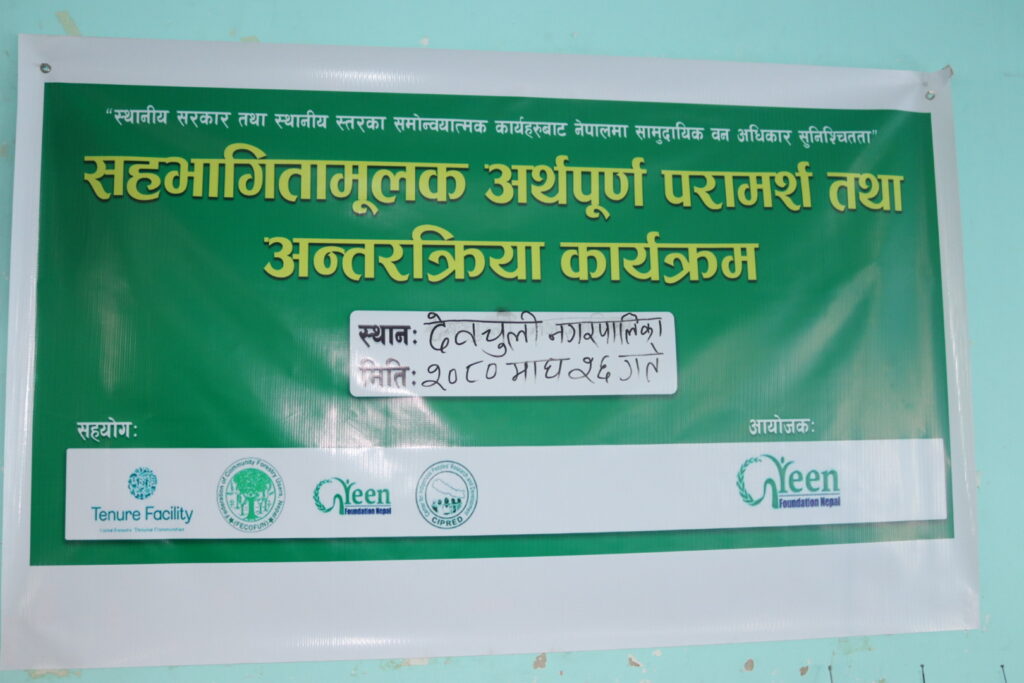 “स्थानीय सरकार तथा स्थानीय स्तरका समोन्वयात्मक कार्यहरुबाट नेपालमा सामुदायिक वन अधिकार सुनिश्चितता”
सहभागितामूलक अर्थपूर्ण परामर्श तथा
अन्तरक्रिया कार्यक्रम
स्थान: देवचुली नगरपालिका
मिति: २०८० माघ २६ गते
सहयोग:
आयोजक:
Tenure Facility
FECOFUN
Green Foundation Nepal
CIPRED
Green Foundation Nepal